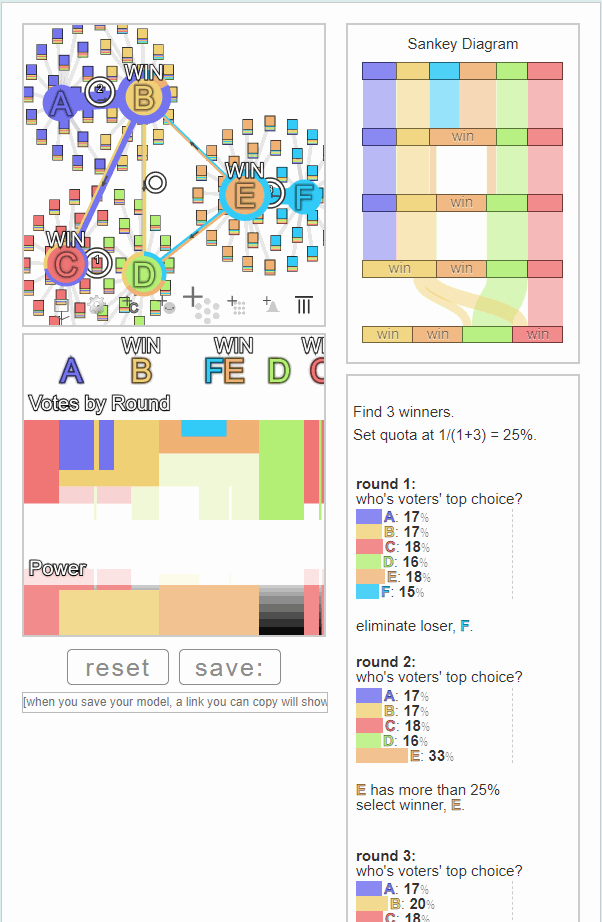 WIN
A
2
B
WIN
E
3
F
WIN
C
1
D
C
A
WIN
B
WIN
FE
D
WI
C
Votes by Round
Power
reset
save:
[when you save your model, a link you can copy will show
Sankey Diagram
win
win
win
win
win
win
win
Find 3 winners.
Set quota at 1/(1+3) = 25%.
round 1:
who's voters' top choice?
A: 17%
B: 17%
C: 18%
D: 16%
E: 18%
F: 15%
eliminate loser, F.
round 2:
who's voters' top choice?
A: 17%
B: 17%
C: 18%
D: 16%
E: 33%
E has more than 25%
select winner, E.
round 3:
who's voters' top choice?
A: 17%
B: 20%
C: 18%